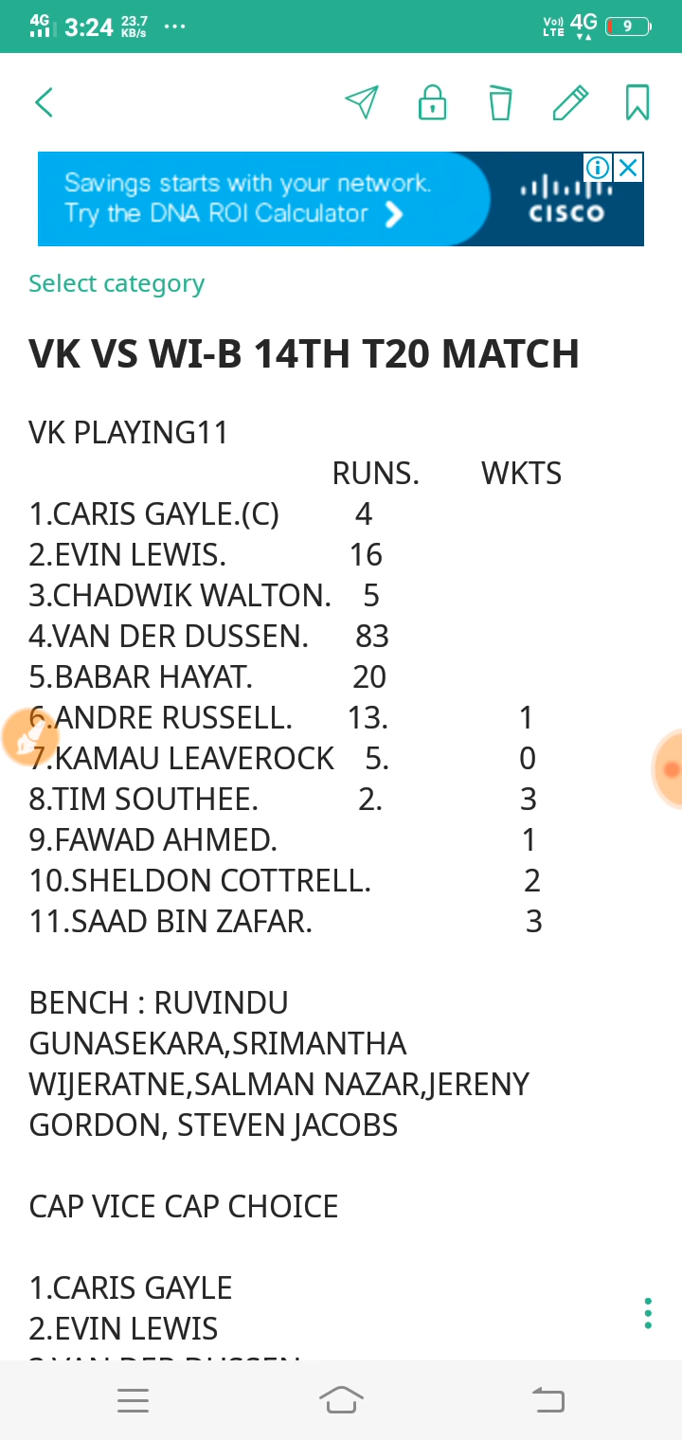 4G 3:24 23.7 KB/s ... Vo)) LTE 4G 9
Savings starts with your network.
Try the DNA ROI Calculator
CISCO
Select category
VK VS WI-B 14TH T20 MATCH
VK PLAYING11
RUNS. WKTS
1.CARIS GAYLE.(C) 4
2.EVIN LEWIS. 16
3.CHADWIK WALTON. 5
4.VAN DER DUSSEN. 83
5.BABAR HAYAT. 20
6.ANDRE RUSSELL. 13. 1
7.KAMAU LEAVEROCK 5. 0
8.TIM SOUTHEE. 2. 3
9.FAWAD AHMED. 1
10.SHELDON COTTRELL. 2
11.SAAD BIN ZAFAR. 3
BENCH : RUVINDU
GUNASEKARA,SRIMANTHA
WIJERATNE,SALMAN NAZAR,JERENY
GORDON, STEVEN JACOBS
CAP VICE CAP CHOICE
1.CARIS GAYLE
2.EVIN LEWIS